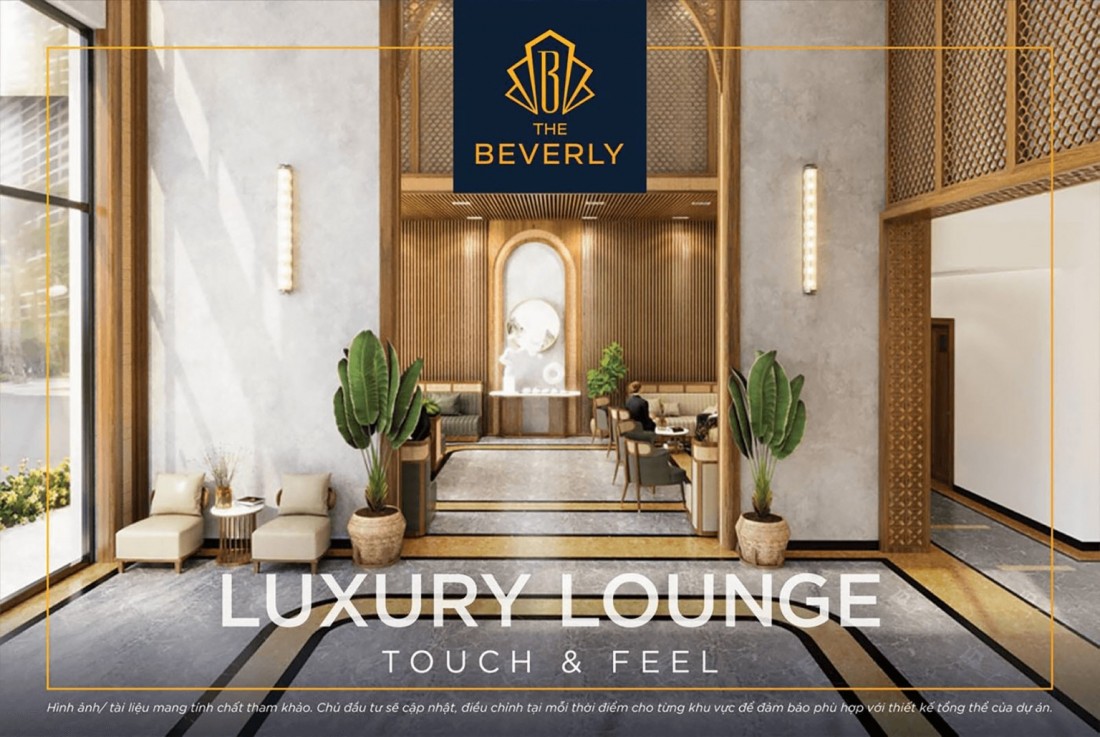 B
THE
BEVERLY
LUXURY LOUNGE
TOUCH & FEEL
Hình ảnh/ tài liệu mang tính chất tham khảo. Chủ đầu tư sẽ cập nhật, điều chỉnh tại mỗi thời điểm cho từng khu vực để đảm bảo phù hợp với thiết kế tổng thể của dự án.